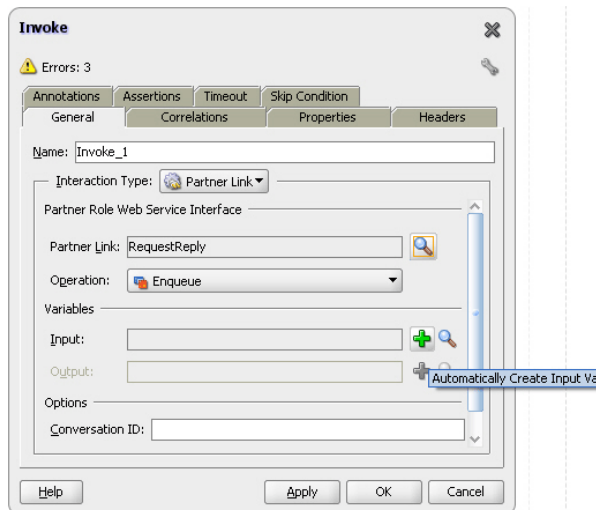 Invoke
Errors: 3
Annotations Assertions Timeout Skip Condition
General Correlations Properties Headers
Name: Invoke_1
Interaction Type: Partner Link
Partner Role Web Service Interface
Partner Link: RequestReply
Operation: Enqueue
Variables
Input:
Output:
Automatically Create Input Va
Options
Conversation ID:
Help Apply OK Cancel